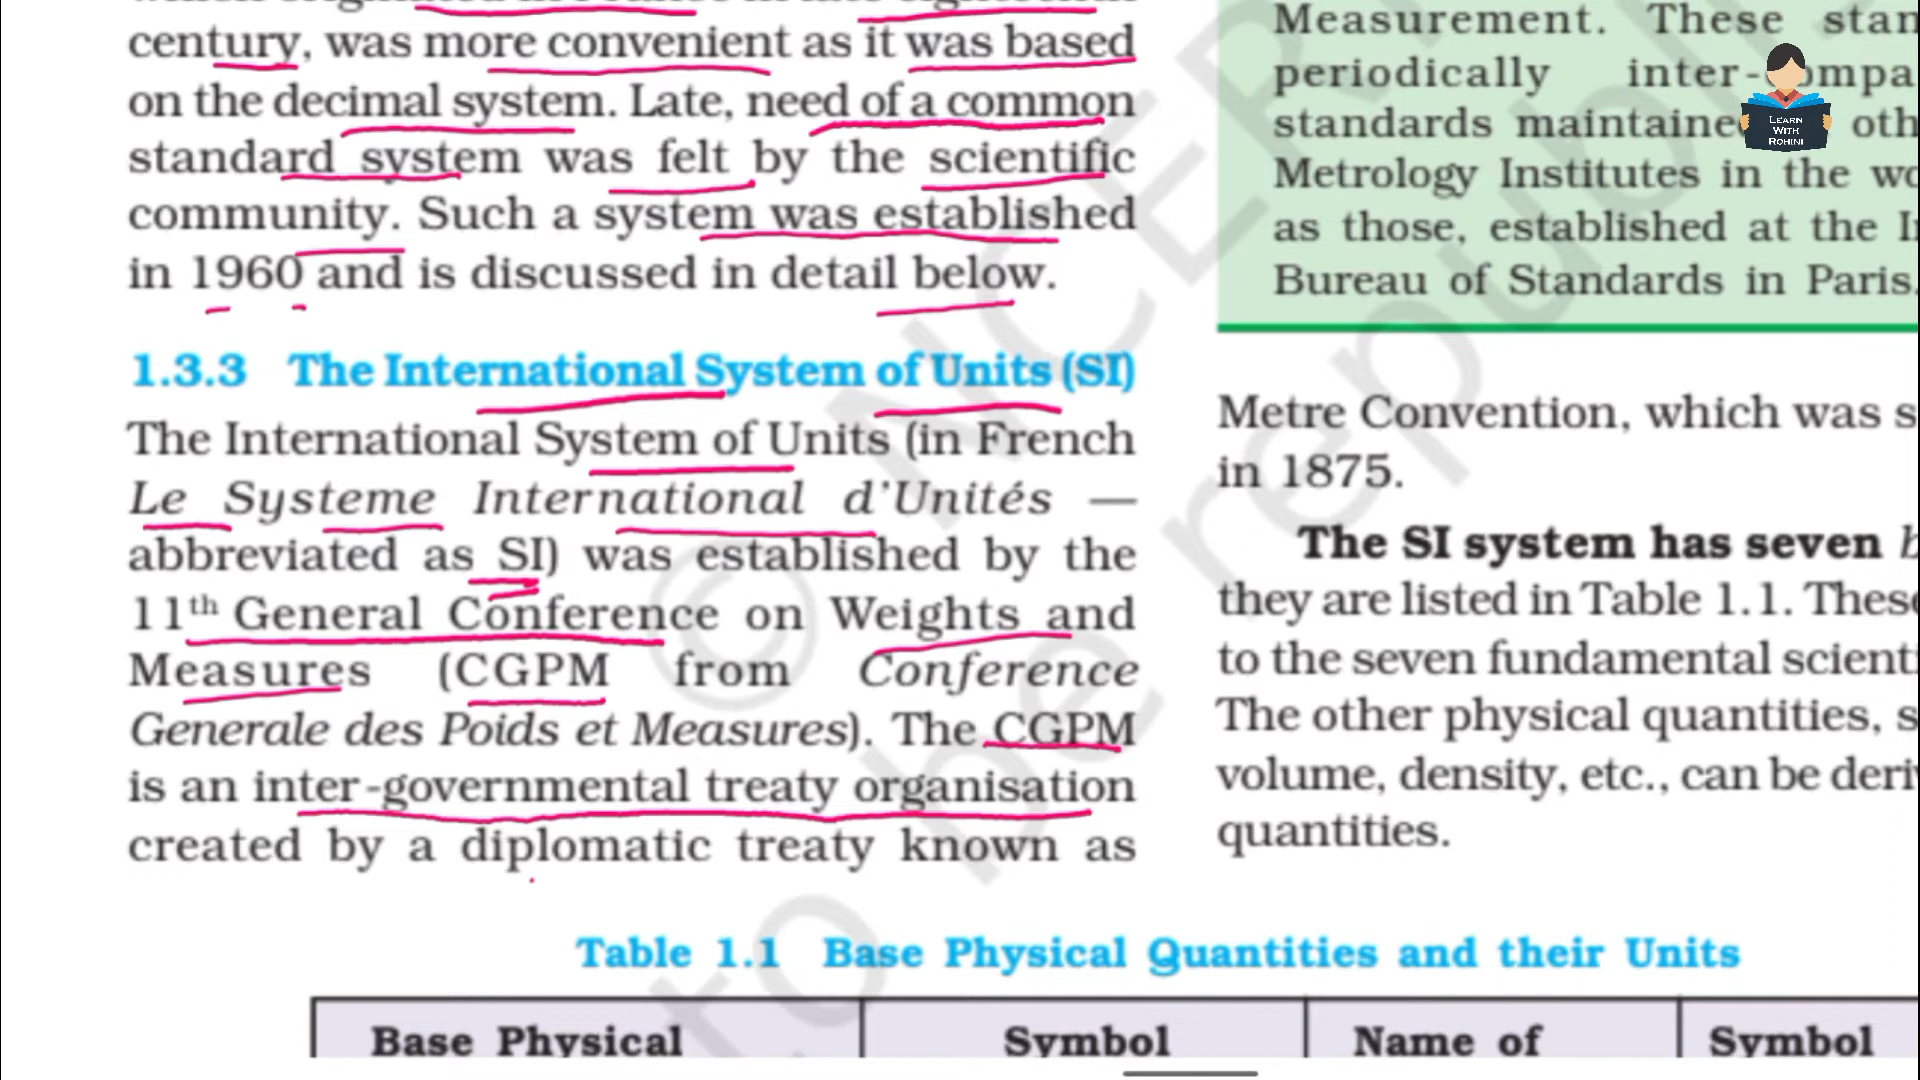 century, was more convenient as it was based
on the decimal system. Late, need of a common
standard system was felt by the scientific
community. Such a system was established
in 1960 and is discussed in detail below.
1.3.3 The International System of Units (SI)
The International System of Units (in French
Le Systeme International d'Unités —
abbreviated as SI) was established by the
11th General Conference on Weights and
Measures (CGPM from Conference
Generale des Poids et Measures). The CGPM
is an inter-governmental treaty organisation
created by a diplomatic treaty known as
Measurement. These
periodically
standards
Metrology Institutes in the
as those, established at the
Bureau of Standards in Paris.
LEARN
WITH
ROHINI
Metre Convention, which was
in 1875.
The SI system has seven
they are listed in Table 1.1.
to the seven fundamental
The other physical quantities,
volume, density, etc., can be
quantities.
Table 1.1 Base Physical Quantities and their Units
Base Physical Symbol Name of Symbol
© NCERT
to be